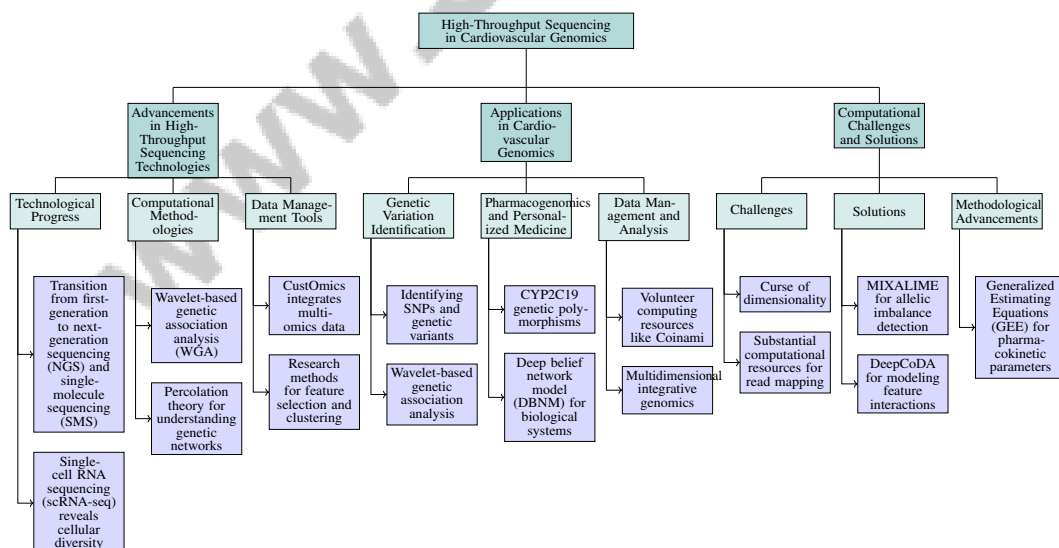 High-Throughput Sequencing
in Cardiovascular Genomics
Advancements
in High-
Throughput
Sequencing
Technologies
Applications
in Cardio-
vascular
Genomics
Computational
Challenges
and Solutions
Technological
Progress
Computational
Method-
ologies
Data Manage-
ment Tools
Genetic
Variation
Identification
Pharmacogenomics
and Personal-
ized Medicine
Data Man-
agement and
Analysis
Challenges
Solutions
Methodological
Advancements
Transition
from first-
generation
to next-
generation
sequencing
(NGS) and
single-
molecule
sequencing
(SMS)
Single-
cell RNA
sequencing
(scRNA-seq)
reveals
cellular
diversity
Wavelet-based
genetic
association
analysis
(WGA)
Percolation
theory for
understanding
genetic
networks
CustOmics
integrates
multi-
omics data
Research
methods
for feature
selection and
clustering
Identifying
SNPs and
genetic
variants
Wavelet-based
genetic
association
analysis
CYP2C19
genetic poly-
morphisms
Deep belief
network
model
(DBNM) for
biological
systems
Volunteer
computing
resources
like Coinami
Multidimensional
integrative
genomics
Curse of
dimensionality
Substantial
computational
resources for
read mapping
MIXALIME
for allelic
imbalance
detection
DeepCoDA
for modeling
feature
interactions
Generalized
Estimating
Equations
(GEE) for
pharma-
cokinetic
parameters
www.